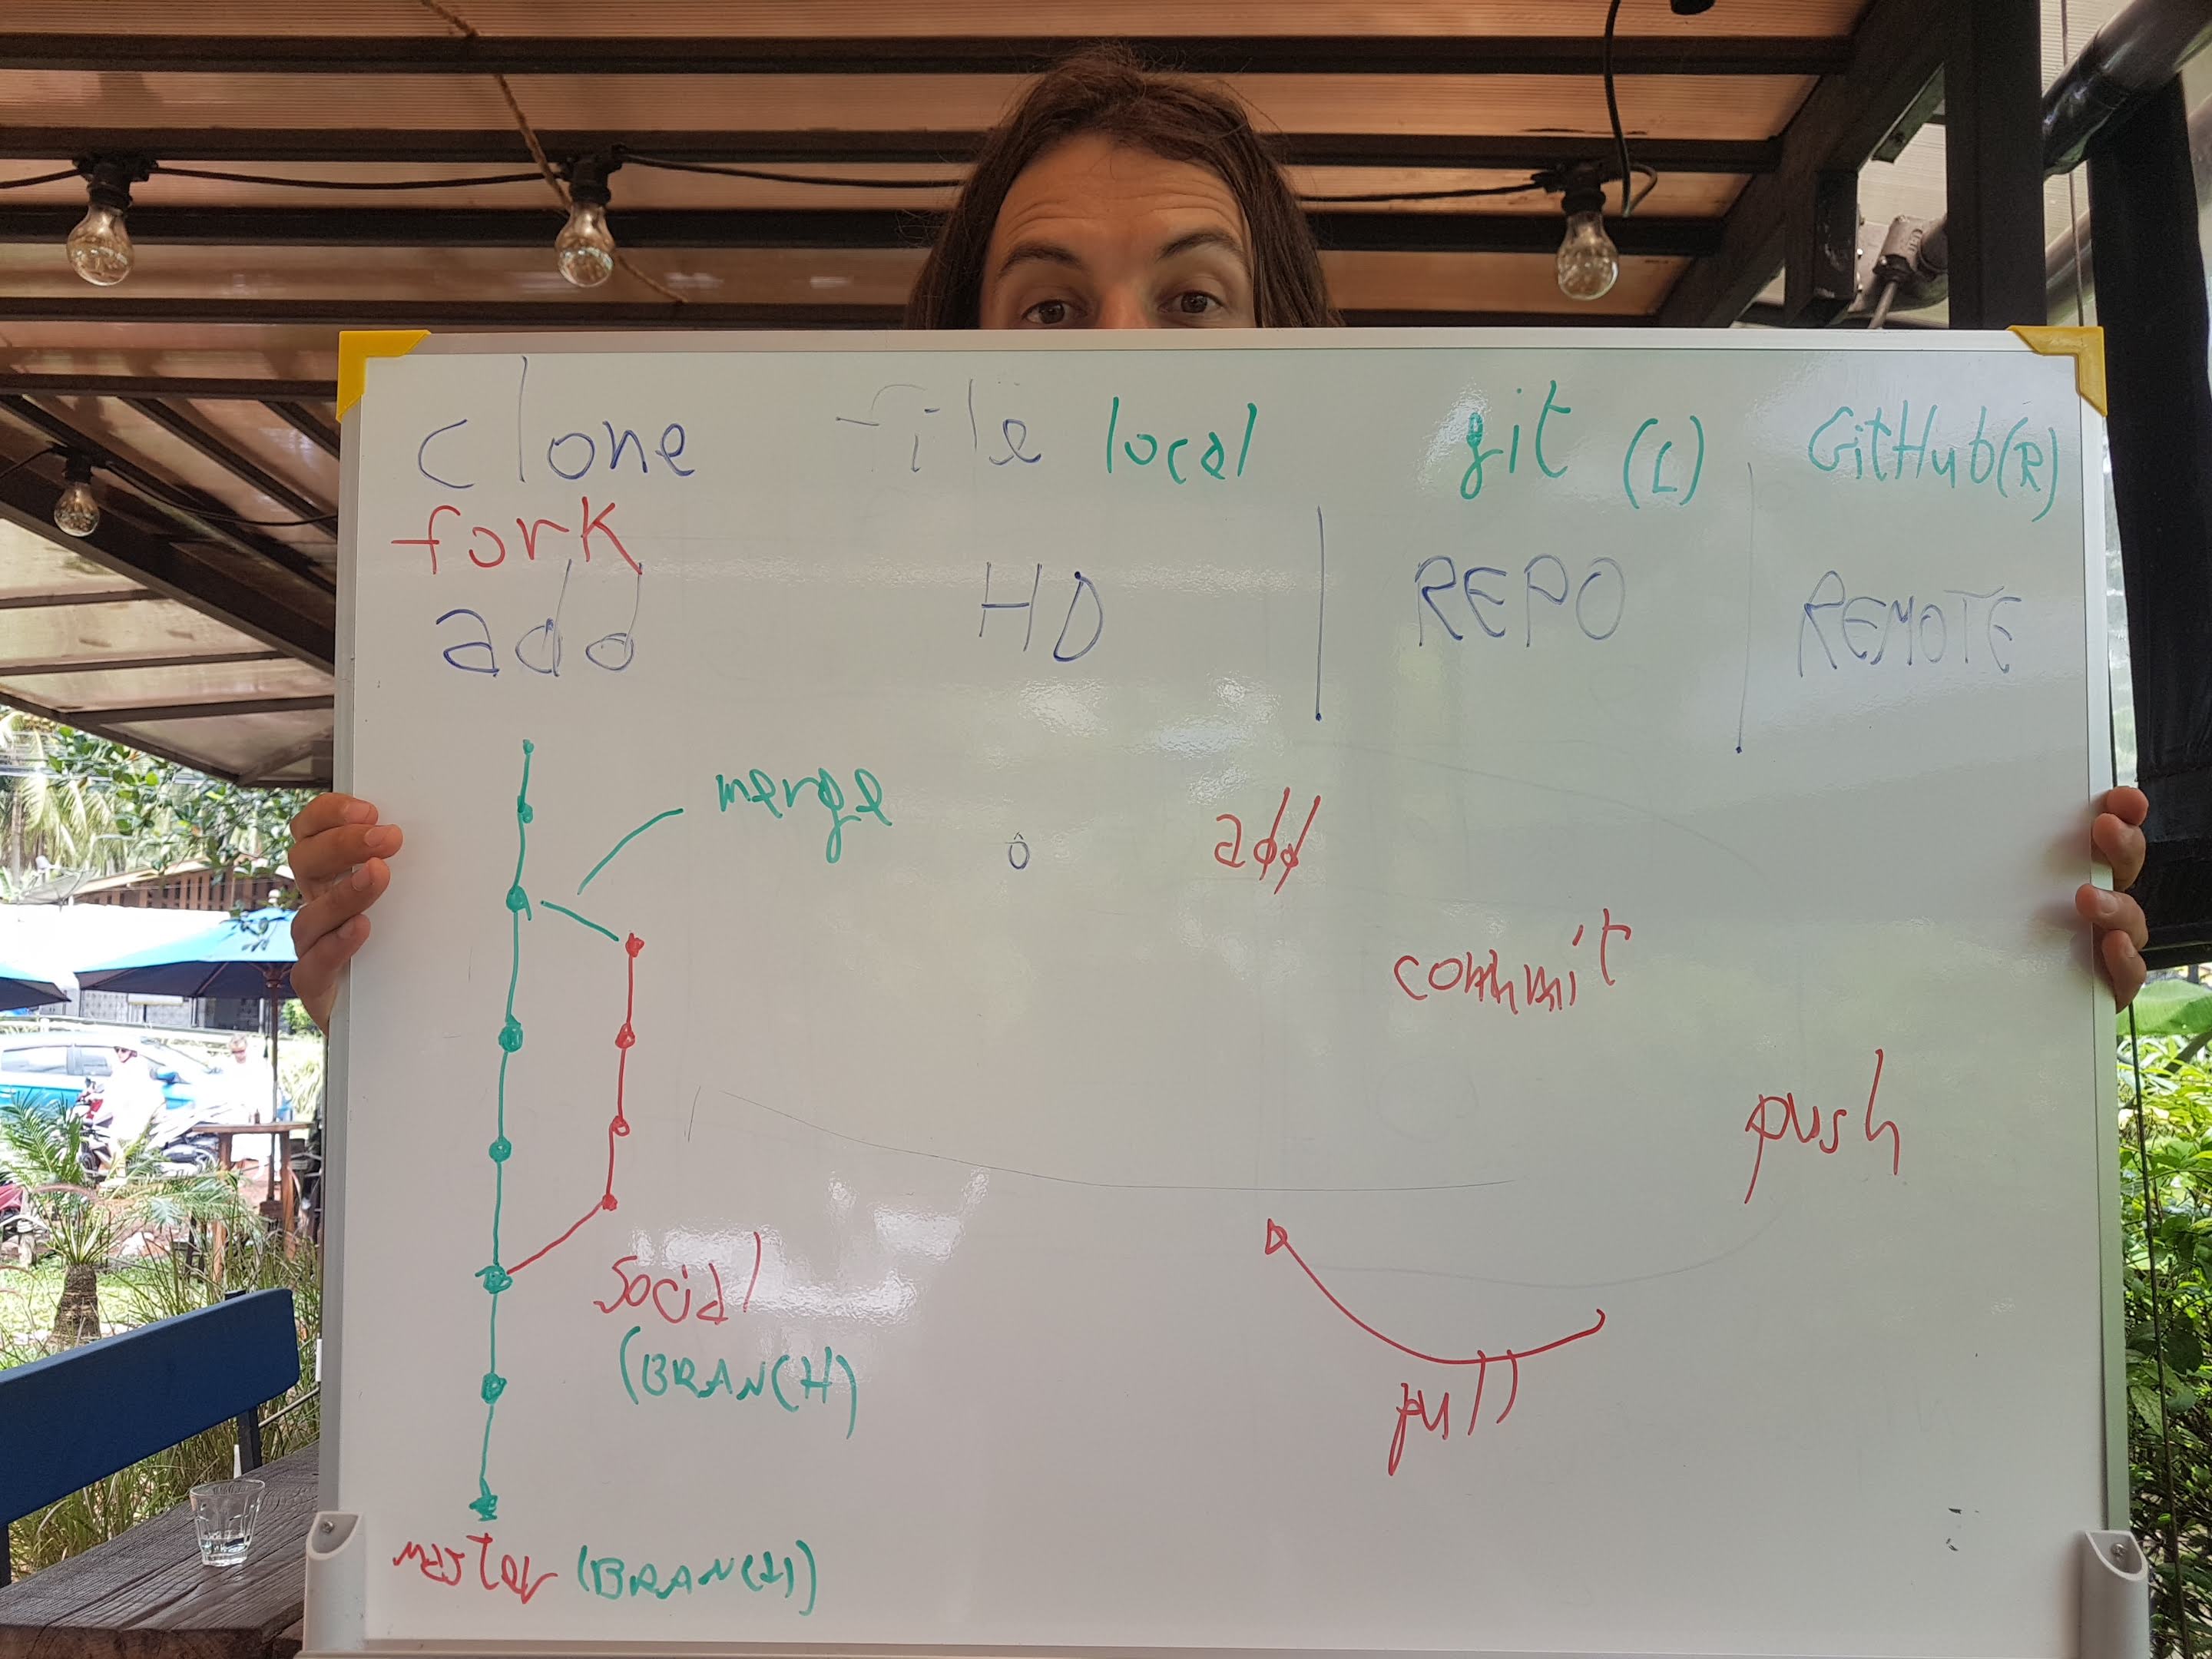 clone file local git (L) GitHub(R)
fork
add HD REPO REMOTE
merge
add
commit
push
social
(BRANCH)
pull
master (BRANCH)